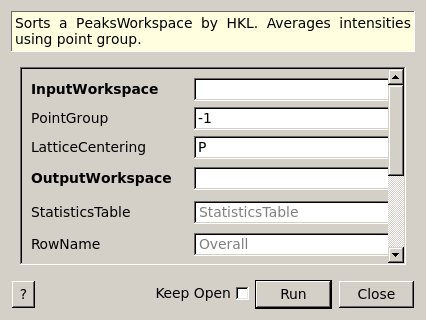 Sorts a PeaksWorkspace by HKL. Averages intensities
using point group.
InputWorkspace
PointGroup -1
LatticeCentering P
OutputWorkspace
StatisticsTable StatisticsTable
RowName Overall
? Keep Open Run Close